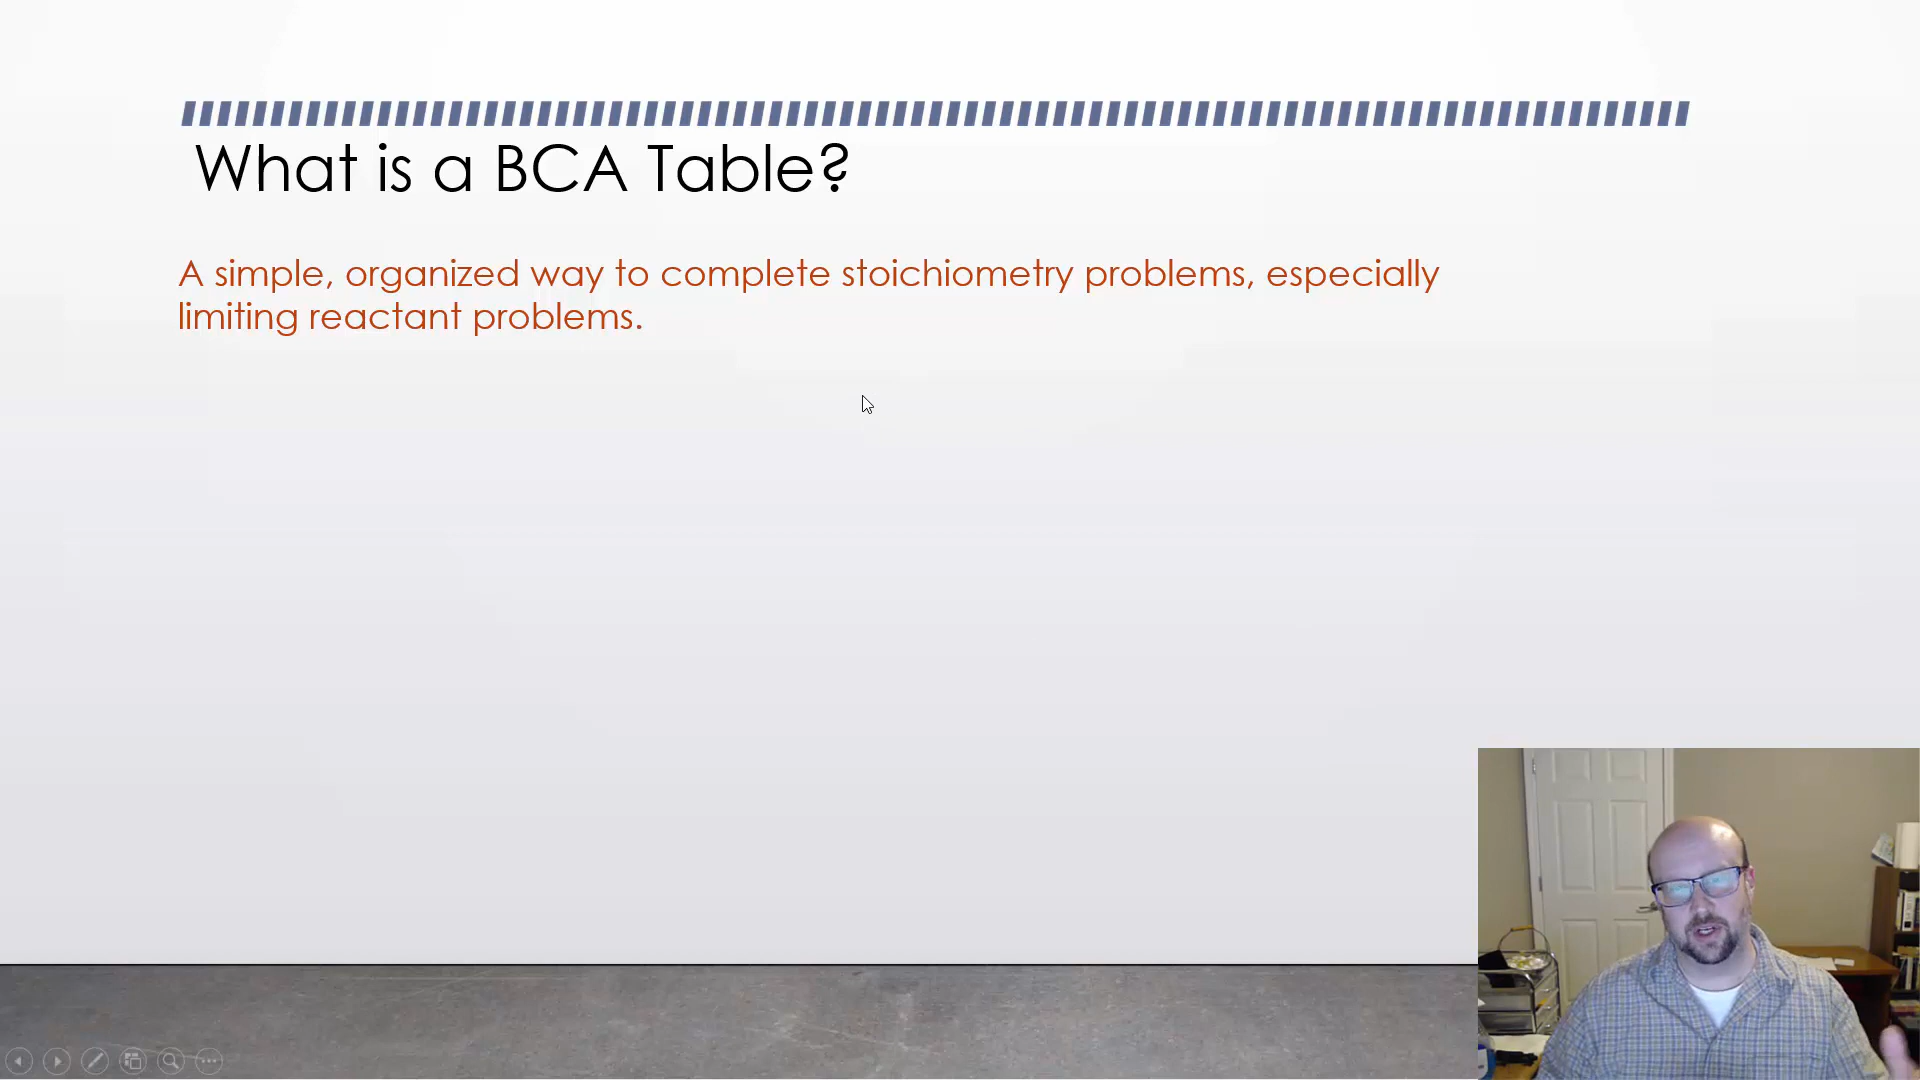 What is a BCA Table?
A simple, organized way to complete stoichiometry problems, especially
limiting reactant problems.